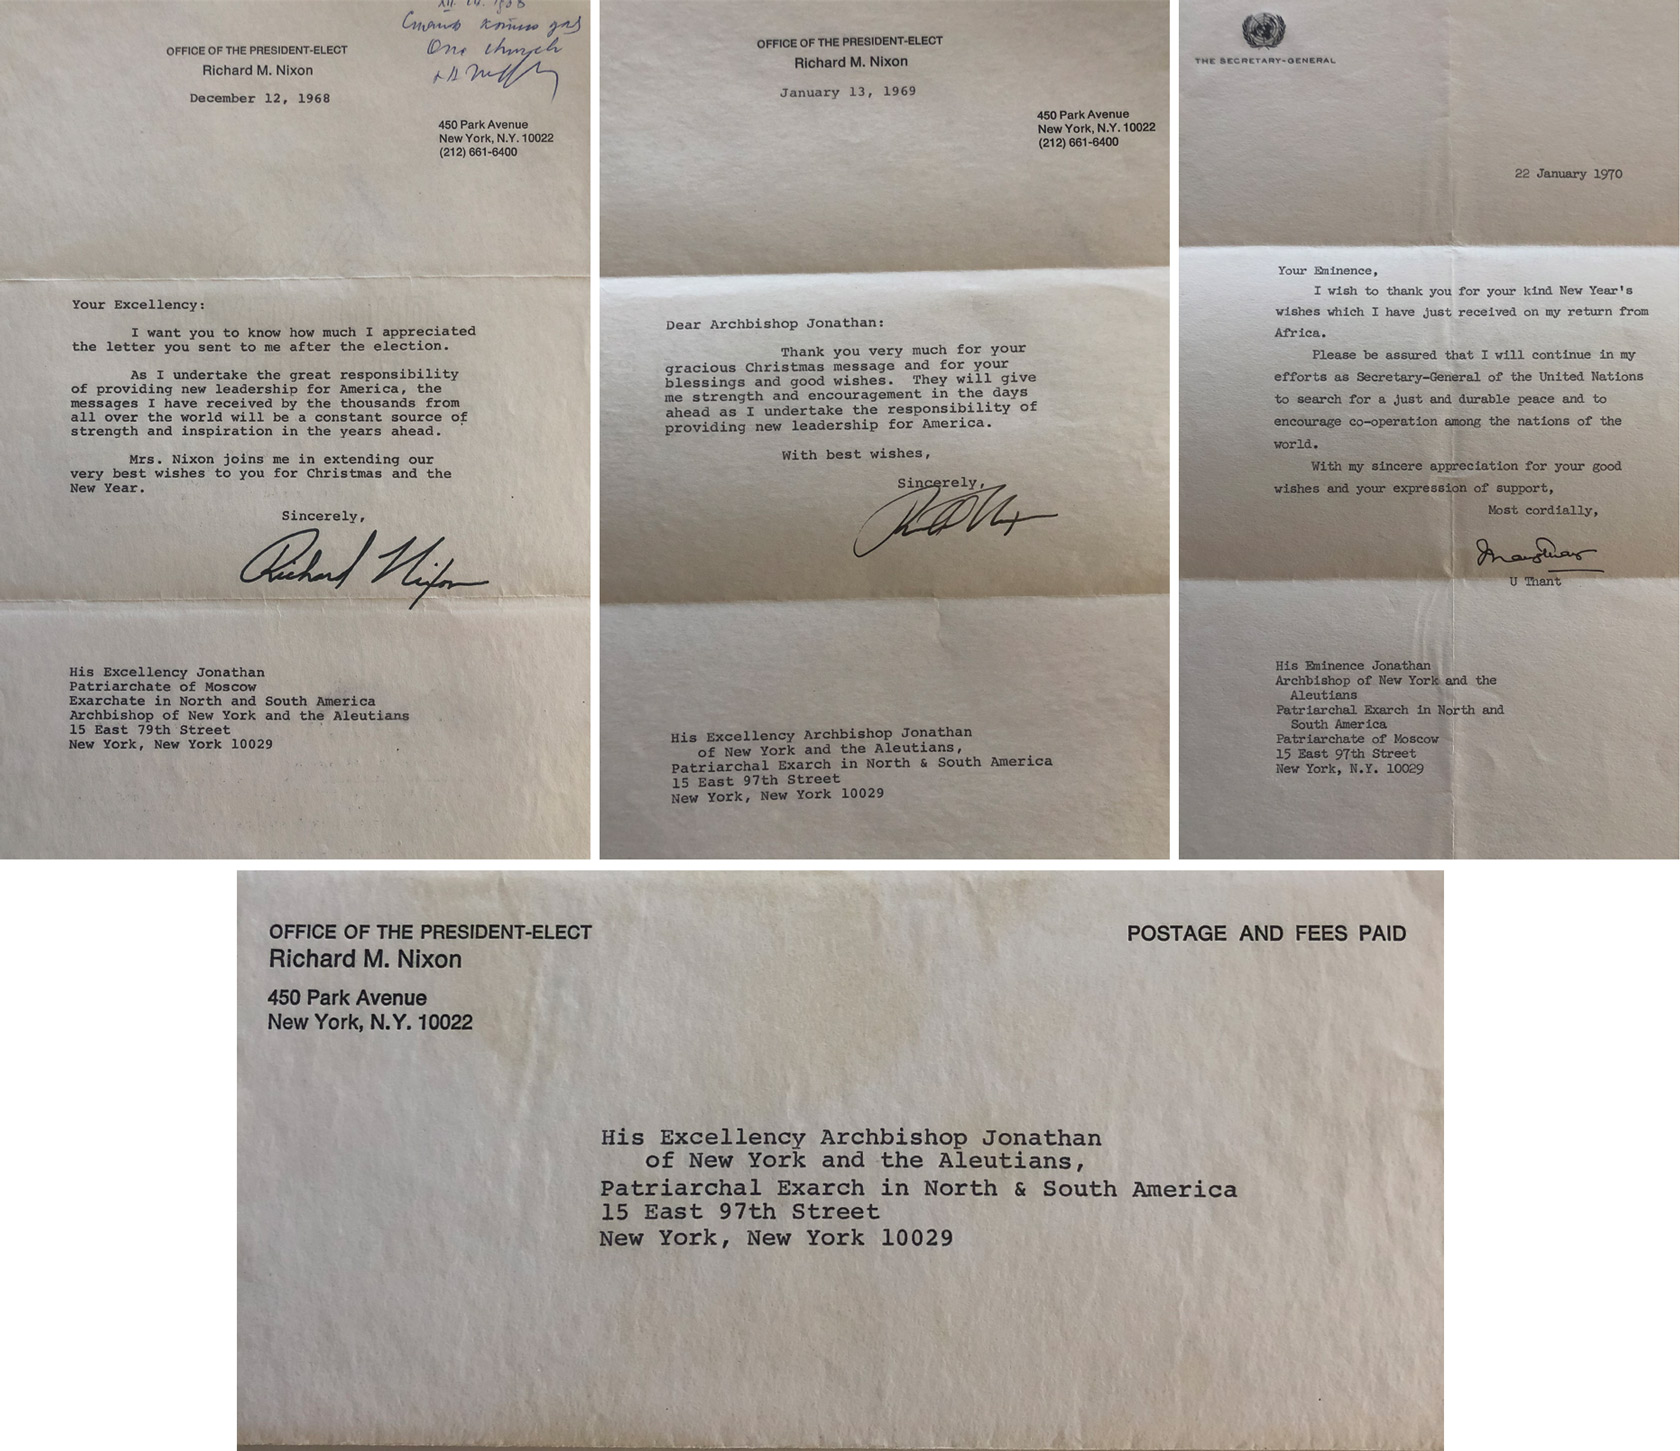 OFFICE OF THE PRESIDENT-ELECT
Richard M. Nixon
December 12, 1968
One church
450 Park Avenue
New York, N.Y. 10022
(212) 661-6400
Your Excellency:
I want you to know how much I appreciated
the letter you sent to me after the election.
As I undertake the great responsibility
of providing new leadership for America, the
messages I have received by the thousands from
all over the world will be a constant source of
strength and inspiration in the years ahead.
Mrs. Nixon joins me in extending our
very best wishes to you for Christmas and the
New Year.
Sincerely,
Richard Nixon
His Excellency Jonathan
Patriarchate of Moscow
Exarchate in North and South America
Archbishop of New York and the Aleutians
15 East 79th Street
New York, New York 10029
OFFICE OF THE PRESIDENT-ELECT
Richard M. Nixon
January 13, 1969
450 Park Avenue
New York, N.Y. 10022
(212) 661-6400
Dear Archbishop Jonathan:
Thank you very much for your
gracious Christmas message and for your
blessings and good wishes. They will give
me strength and encouragement in the days
ahead as I undertake the responsibility of
providing new leadership for America.
With best wishes,
Sincerely,
His Excellency Archbishop Jonathan
of New York and the Aleutians,
Patriarchal Exarch in North & South America
15 East 97th Street
New York, New York 10029
THE SECRETARY-GENERAL
22 January 1970
Your Eminence,
I wish to thank you for your kind New Year's
wishes which I have just received on my return from
Africa.
Please be assured that I will continue in my
efforts as Secretary-General of the United Nations
to search for a just and durable peace and to
encourage co-operation among the nations of the
world.
With my sincere appreciation for your good
wishes and your expression of support,
Most cordially,
U Thant
His Eminence Jonathan
Archbishop of New York and the
Aleutians
Patriarchal Exarch in North and
South America
Patriarchate of Moscow
15 East 97th Street
New York, N.Y. 10029
OFFICE OF THE PRESIDENT-ELECT
Richard M. Nixon
450 Park Avenue
New York, N.Y. 10022
POSTAGE AND FEES PAID
His Excellency Archbishop Jonathan
of New York and the Aleutians,
Patriarchal Exarch in North & South America
15 East 97th Street
New York, New York 10029